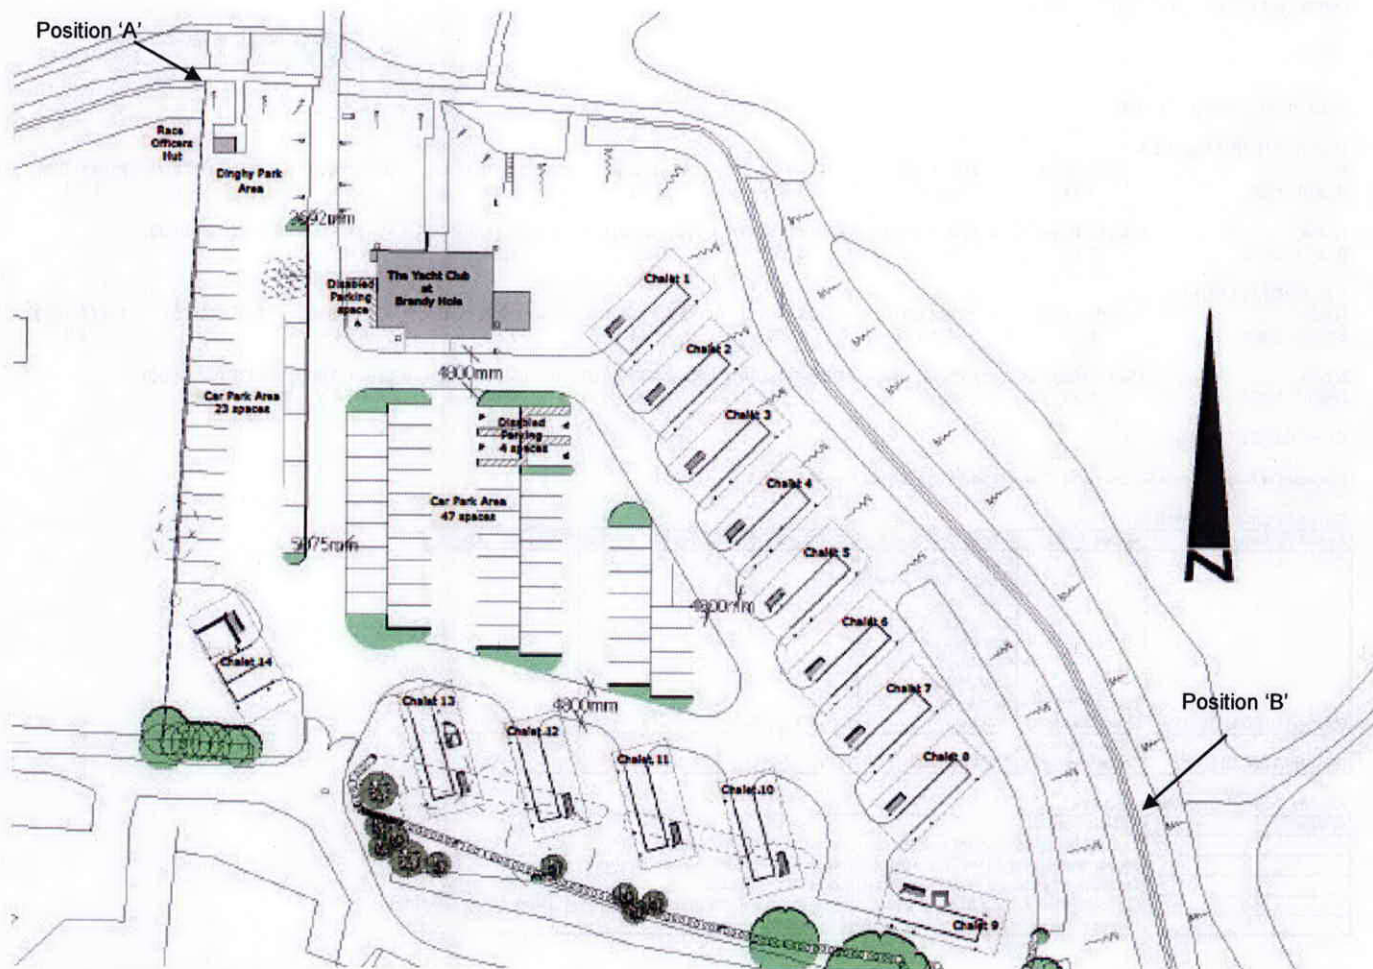 Position ‘A’
Race
Officers
Hut
Dinghy Park
Area
2692mm
Disabled
Parking
space
The Yacht Club
at
Brandy Hole
4800mm
Car Park Area
23 spaces
Disabled
Parking
4 spaces
Car Park Area
47 spaces
5075mm
4800mm
4800mm
Chalet 1
Chalet 2
Chalet 3
Chalet 4
Chalet 5
Chalet 6
Chalet 7
Chalet 8
Chalet 9
Chalet 10
Chalet 11
Chalet 12
Chalet 13
Chalet 14
N
Position ‘B’